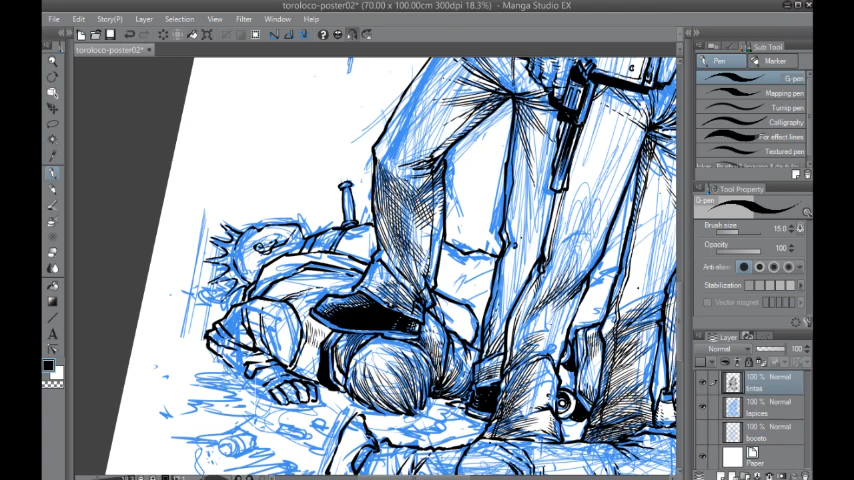 toroloco-poster02* (70.00 x 100.00cm 300dpi 18.3%) - Manga Studio EX
File Edit Story(P) Layer Selection View Filter Window Help
toroloco-poster02*
Sub Tool
Pen Marker
G-pen
Mapping pen
Turnip pen
Calligraphy
For effect lines
Textured pen
Tool Property
G-pen
Brush size 15.0
Opacity 100
Anti-alias
Stabilization
Vector magnet
Layer
Normal 100
100 % Normal
tintas
100 % Normal
lapices
100 % Normal
boceto
Paper